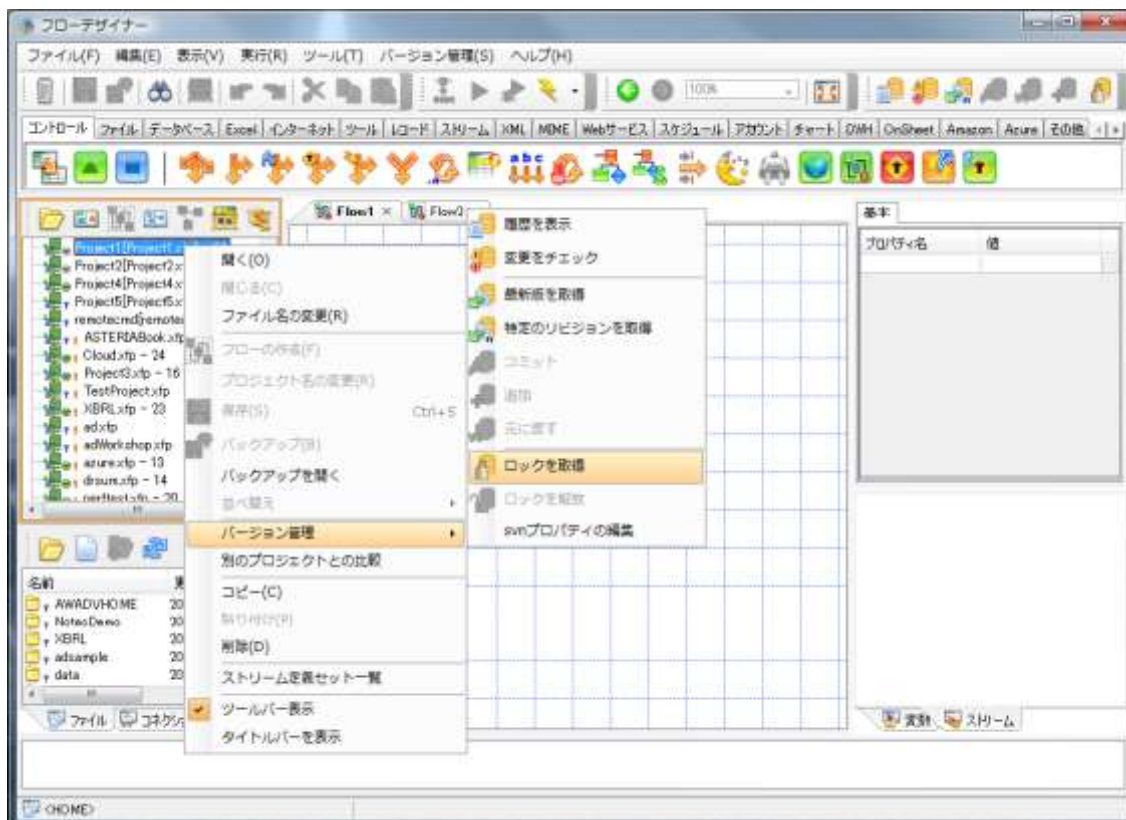 フローデザイナー
ファイル(F) 編集(E) 表示(V) 実行(R) ツール(T) バージョン管理(S) ヘルプ(H)
100%
コントロール ファイル データベース Excel インターネット ツール レコード ストリーム XML MIME Webサービス スケジュール アカウント チャート DWH OnSheet Amazon Azure その他
abc
Flow1 × Flow2
基本
プロパティ名 値
Project1[Project1.x
Project2[Project2.x
Project4[Project4.x
Project5[Project5.x
remotecmd[remote
ASTERIABook.xfp
Cloud.xfp - 24
Project3.xfp - 16
TestProject.xfp
XBRL.xfp - 23
ad.xfp
adWorkshop.xfp
azure.xfp - 13
drsum.xfp - 14
perftest.xfp - 20
開く(O)
閉じる(C)
ファイル名の変更(R)
フローの作成(F)
プロジェクト名の変更(R)
保存(S) Ctrl+S
バックアップ(B)
バックアップを開く
並べ替え
バージョン管理
別のプロジェクトとの比較
コピー(C)
貼り付け(P)
削除(D)
ストリーム定義セット一覧
ツールバー表示
タイトルバーを表示
履歴を表示
変更をチェック
最新版を取得
特定のリビジョンを取得
コミット
追加
元に戻す
ロックを取得
ロックを解放
svnプロパティの編集
名前 更
AWADVHOME 20
NotesDemo 20
XBRL 20
adsample 20
data 20
ファイル コネクシ
変数 ストリーム
<HOME>